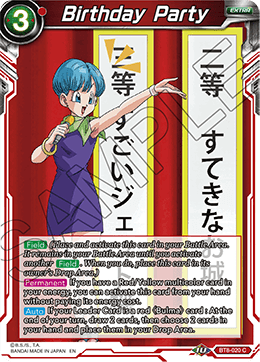 3
Birthday Party
EXTRA
二等 すてきな
等 すごいジェ
SAMPLE
Field (Place and activate this card in your Battle Area.
It remains in your Battle Area until you activate
another Field. When you do, place this card in its
owner's Drop Area.)
Permanent If you have a Red/Yellow multicolor card in
your energy, you can activate this card from your hand
without paying its energy cost.
Auto If your Leader Card is a red {Bulma} card : At the
end of your turn, draw 2 cards, then choose 2 cards in
your hand and place them in your Drop Area.
©B.S./S., T.A.
BANDAI MADE IN JAPAN EN
BT8-020 C